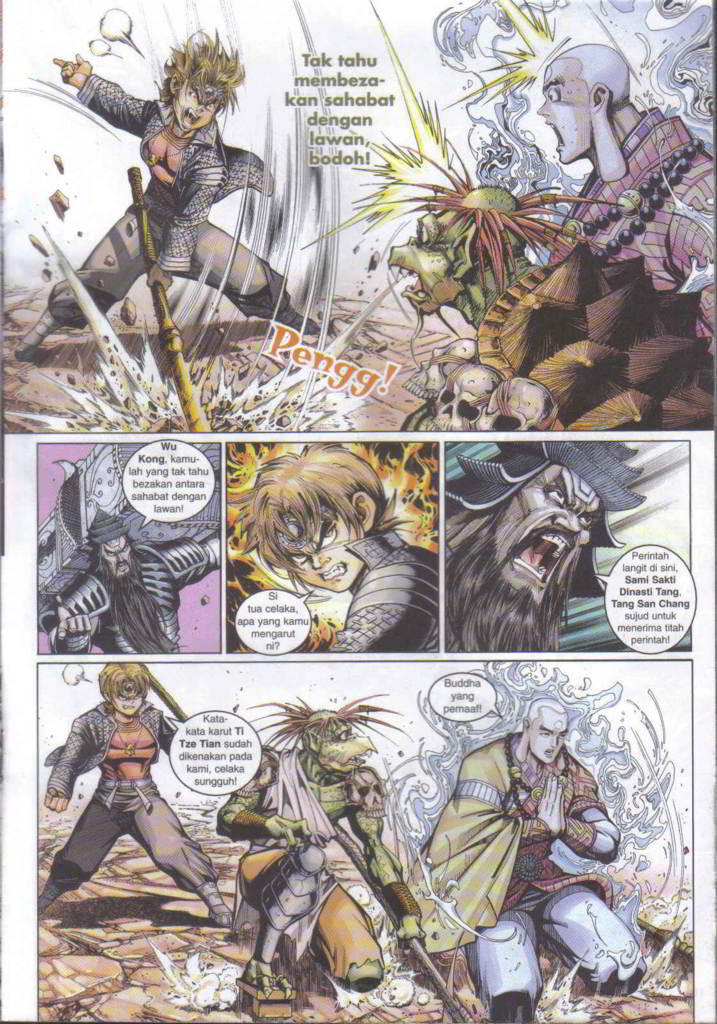 Tak tahu
membeza-
kan sahabat
dengan
lawan,
bodoh!
Pengg!
Wu
Kong, kamu-
lah yang tak tahu
bezakan antara
sahabat dengan
lawan!
Si
tua celaka,
apa yang kamu
mengarut
ni?
Perintah
langit di sini,
Sami Sakti
Dinasti Tang,
Tang San Chang
sujud untuk
menerima titah
perintah!
Kata-
kata karut Ti
Tze Tian sudah
dikenakan pada
kami, celaka
sungguh!
Buddha
yang
pemaaf!